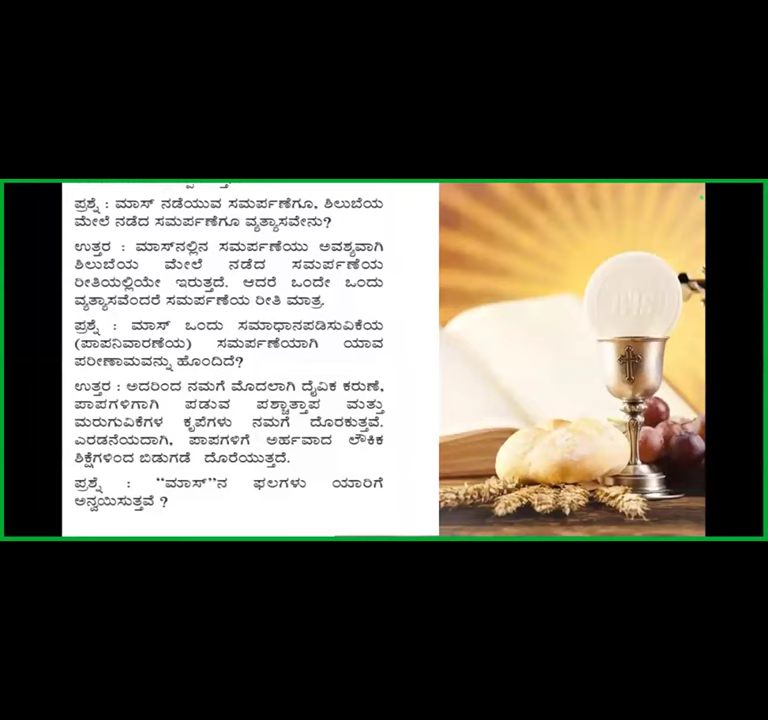 ಪ್ರಶ್ನೆ : ಮಾಸ್ ನಡೆಯುವ ಸಮರ್ಪಣೆಗೂ, ಶಿಲುಬೆಯ
ಮೇಲೆ ನಡೆದ ಸಮರ್ಪಣೆಗೂ ವ್ಯತ್ಯಾಸವೇನು?
ಉತ್ತರ : ಮಾಸ್‌ನಲ್ಲಿನ ಸಮರ್ಪಣೆಯು ಅವಶ್ಯವಾಗಿ
ಶಿಲುಬೆಯ ಮೇಲೆ ನಡೆದ ಸಮರ್ಪಣೆಯ
ರೀತಿಯಲ್ಲಿಯೇ ಇರುತ್ತದೆ. ಆದರೆ ಒಂದೇ ಒಂದು
ವ್ಯತ್ಯಾಸವೆಂದರೆ ಸಮರ್ಪಣೆಯ ರೀತಿ ಮಾತ್ರ.
ಪ್ರಶ್ನೆ : ಮಾಸ್ ಒಂದು ಸಮಾಧಾನಪಡಿಸುವಿಕೆಯ
(ಪಾಪನಿವಾರಣೆಯ) ಸಮರ್ಪಣೆಯಾಗಿ ಯಾವ
ಪರೀಣಾಮವನ್ನು ಹೊಂದಿದೆ?
ಉತ್ತರ : ಅದರಿಂದ ನಮಗೆ ಮೊದಲಾಗಿ ದೈವಿಕ ಕರುಣೆ,
ಪಾಪಗಳಿಗಾಗಿ ಪಡುವ ಪಶ್ಚಾತ್ತಾಪ ಮತ್ತು
ಮರುಗುವಿಕೆಗಳ ಕೃಪೆಗಳು ನಮಗೆ ದೊರಕುತ್ತವೆ.
ಎರಡನೆಯದಾಗಿ, ಪಾಪಗಳಿಗೆ ಅರ್ಹವಾದ ಲೌಕಿಕ
ಶಿಕ್ಷೆಗಳಿಂದ ಬಿಡುಗಡೆ ದೊರೆಯುತ್ತದೆ.
ಪ್ರಶ್ನೆ : “ಮಾಸ್”ನ ಫಲಗಳು ಯಾರಿಗೆ
ಅನ್ವಯಿಸುತ್ತವೆ ?